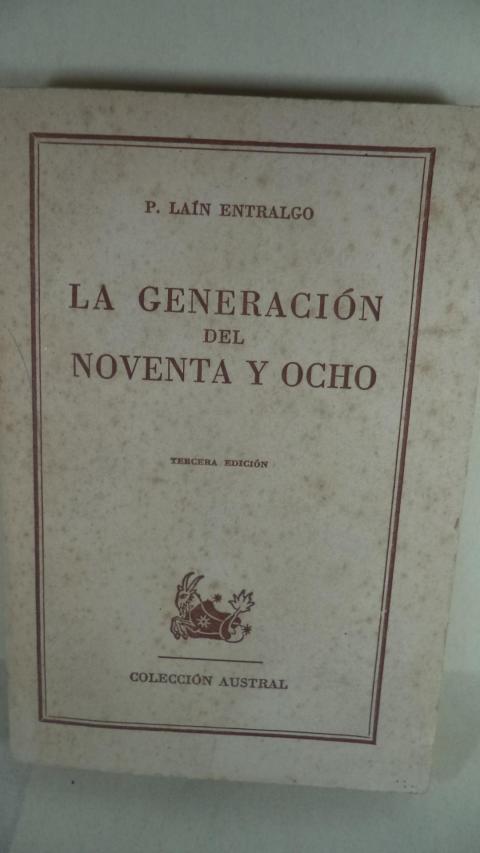 P. LAÍN ENTRALGO
LA GENERACIÓN
DEL
NOVENTA Y OCHO
TERCERA EDICIÓN
COLECCIÓN AUSTRAL